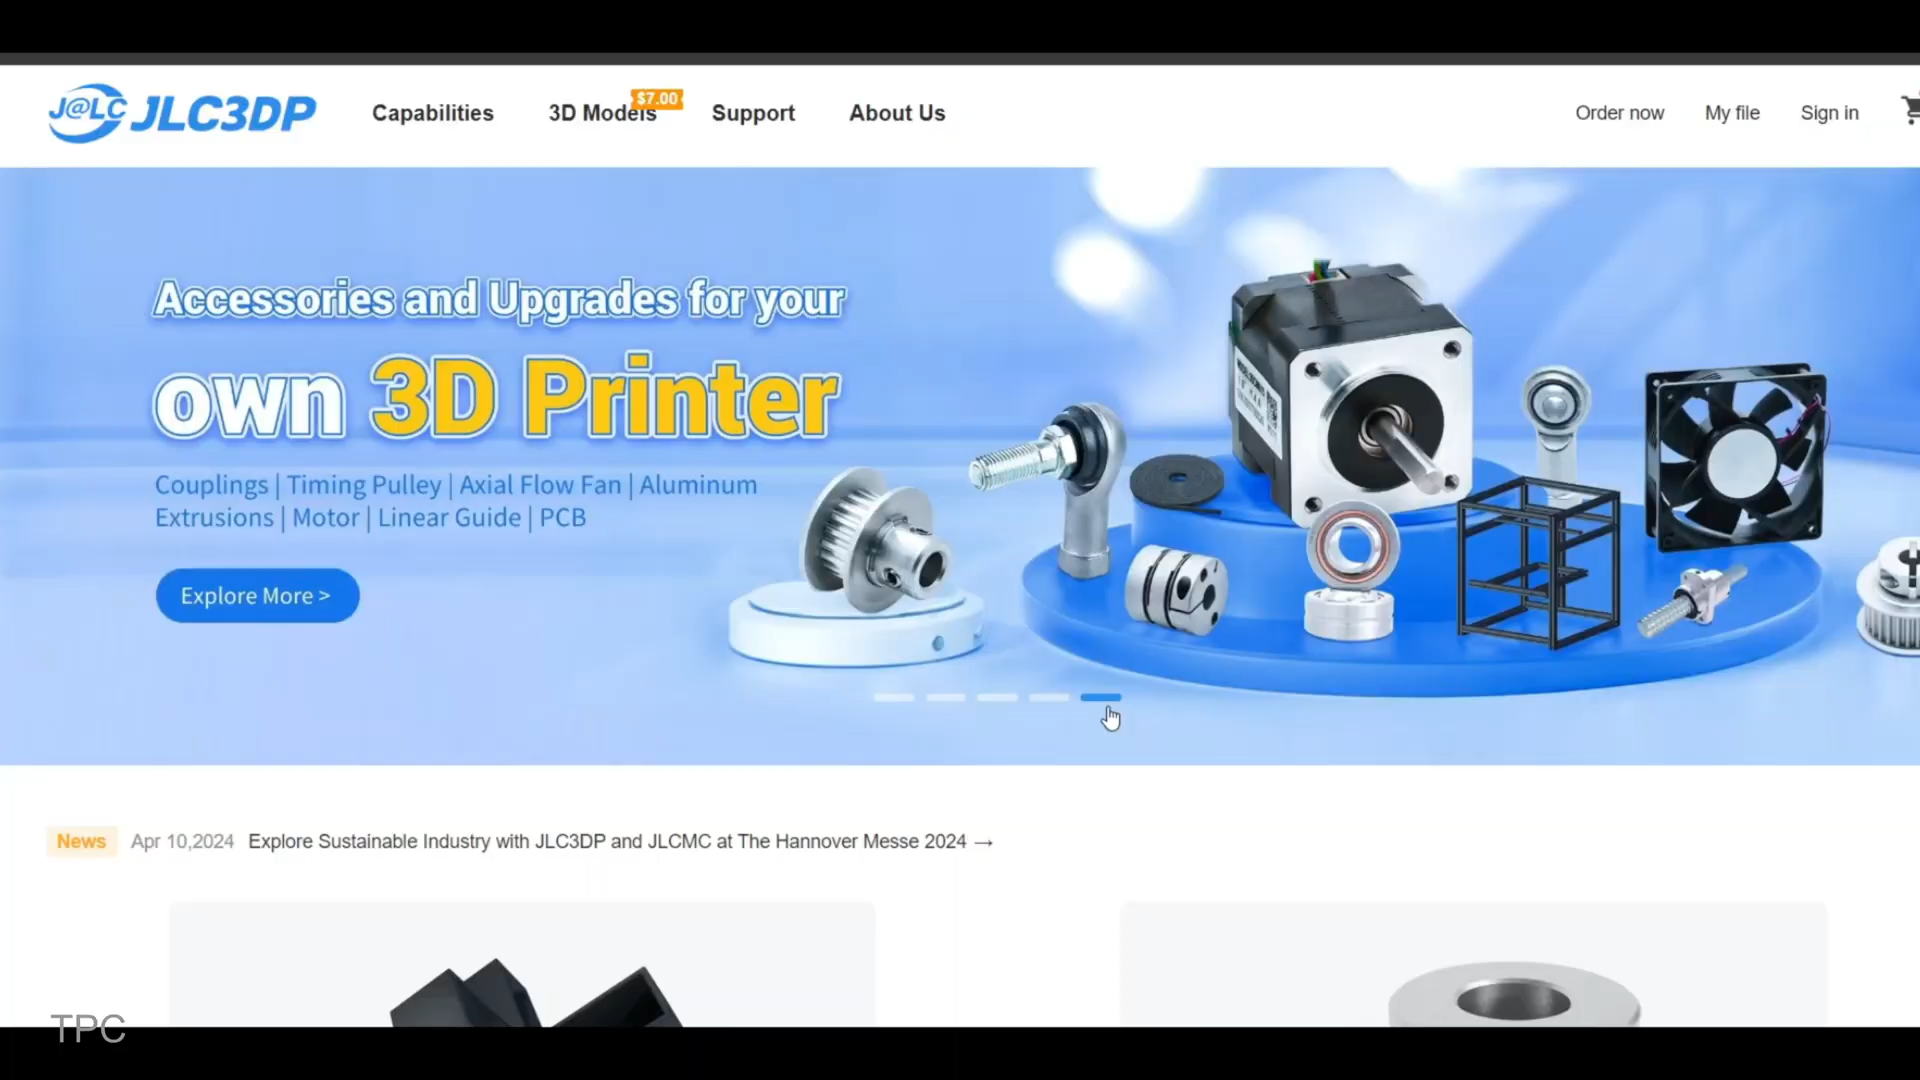 J@LC JLC3DP
Capabilities
3D Models
$7.00
Support
About Us
Order now
My file
Sign in
Accessories and Upgrades for your
own 3D Printer
Couplings | Timing Pulley | Axial Flow Fan | Aluminum
Extrusions | Motor | Linear Guide | PCB
Explore More >
News Apr 10,2024 Explore Sustainable Industry with JLC3DP and JLCMC at The Hannover Messe 2024 →
TPC